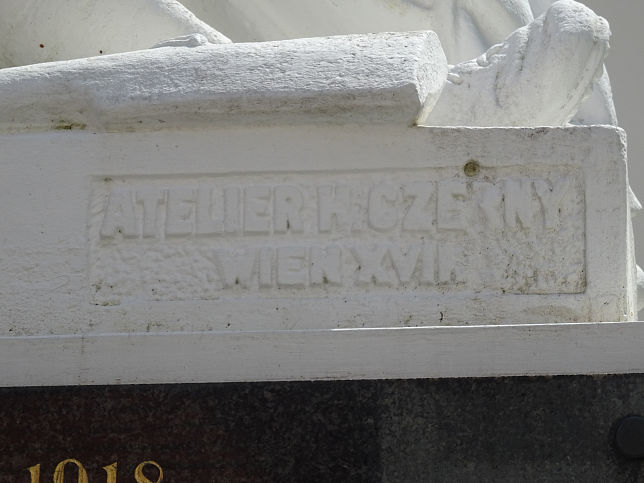 ATELIER H. CZERNY
WIEN XVII
1918